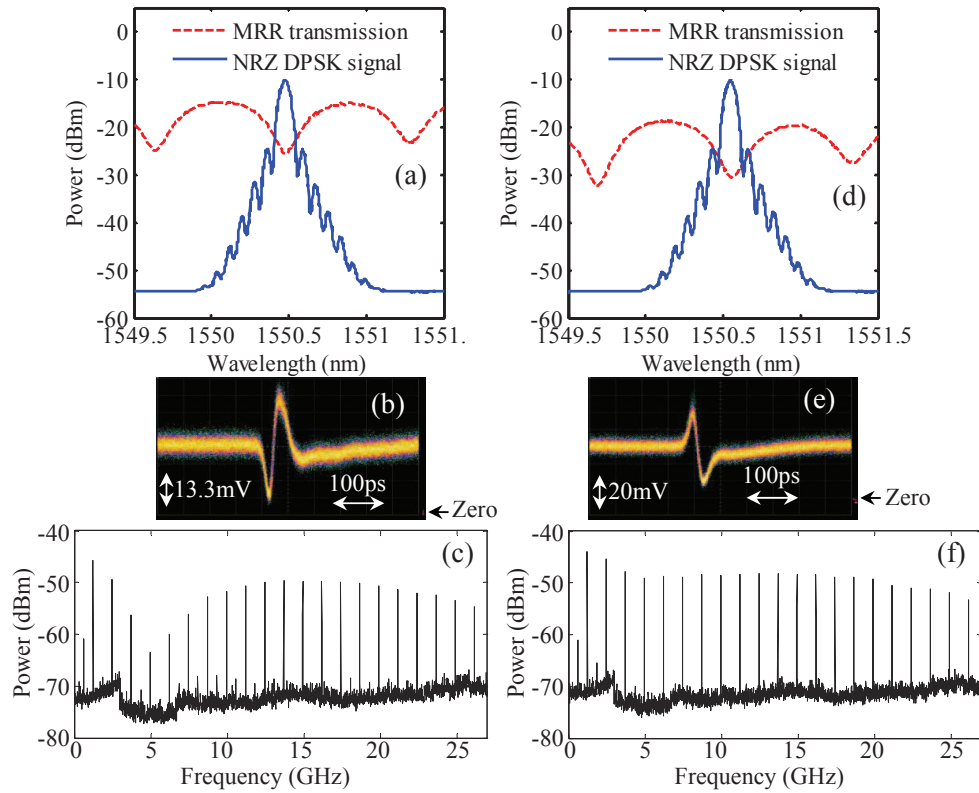 0
-10
-20
-30
-40
-50
-60
Power (dBm)
MRR transmission
NRZ DPSK signal
(a)
1549.5 1550 1550.5 1551 1551.
Wavelength (nm)
0
-10
-20
-30
-40
-50
-60
Power (dBm)
MRR transmission
NRZ DPSK signal
(d)
1549.5 1550 1550.5 1551 1551.5
Wavelength (nm)
(b)
13.3mV
100ps
Zero
(e)
20mV
100ps
Zero
-40
-50
-60
-70
-80
Power (dBm)
(c)
0 5 10 15 20 25
Frequency (GHz)
-40
-50
-60
-70
-80
Power (dBm)
(f)
0 5 10 15 20 25
Frequency (GHz)